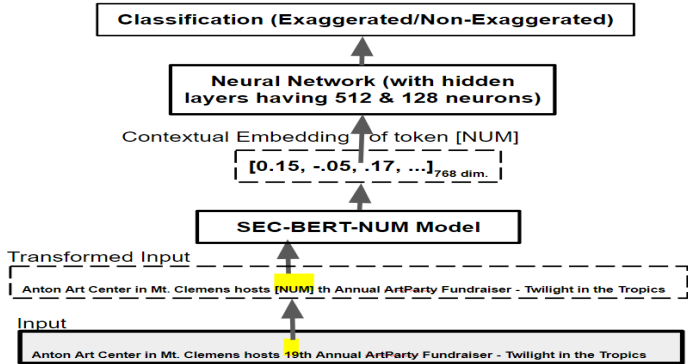 Classification (Exaggerated/Non-Exaggerated)
Neural Network (with hidden
layers having 512 & 128 neurons)
Contextual Embedding of token [NUM]
[0.15, -.05, .17, ...] 768 dim.
SEC-BERT-NUM Model
Transformed Input
Anton Art Center in Mt. Clemens hosts [NUM] th Annual ArtParty Fundraiser - Twilight in the Tropics
Input
Anton Art Center in Mt. Clemens hosts 19th Annual ArtParty Fundraiser - Twilight in the Tropics